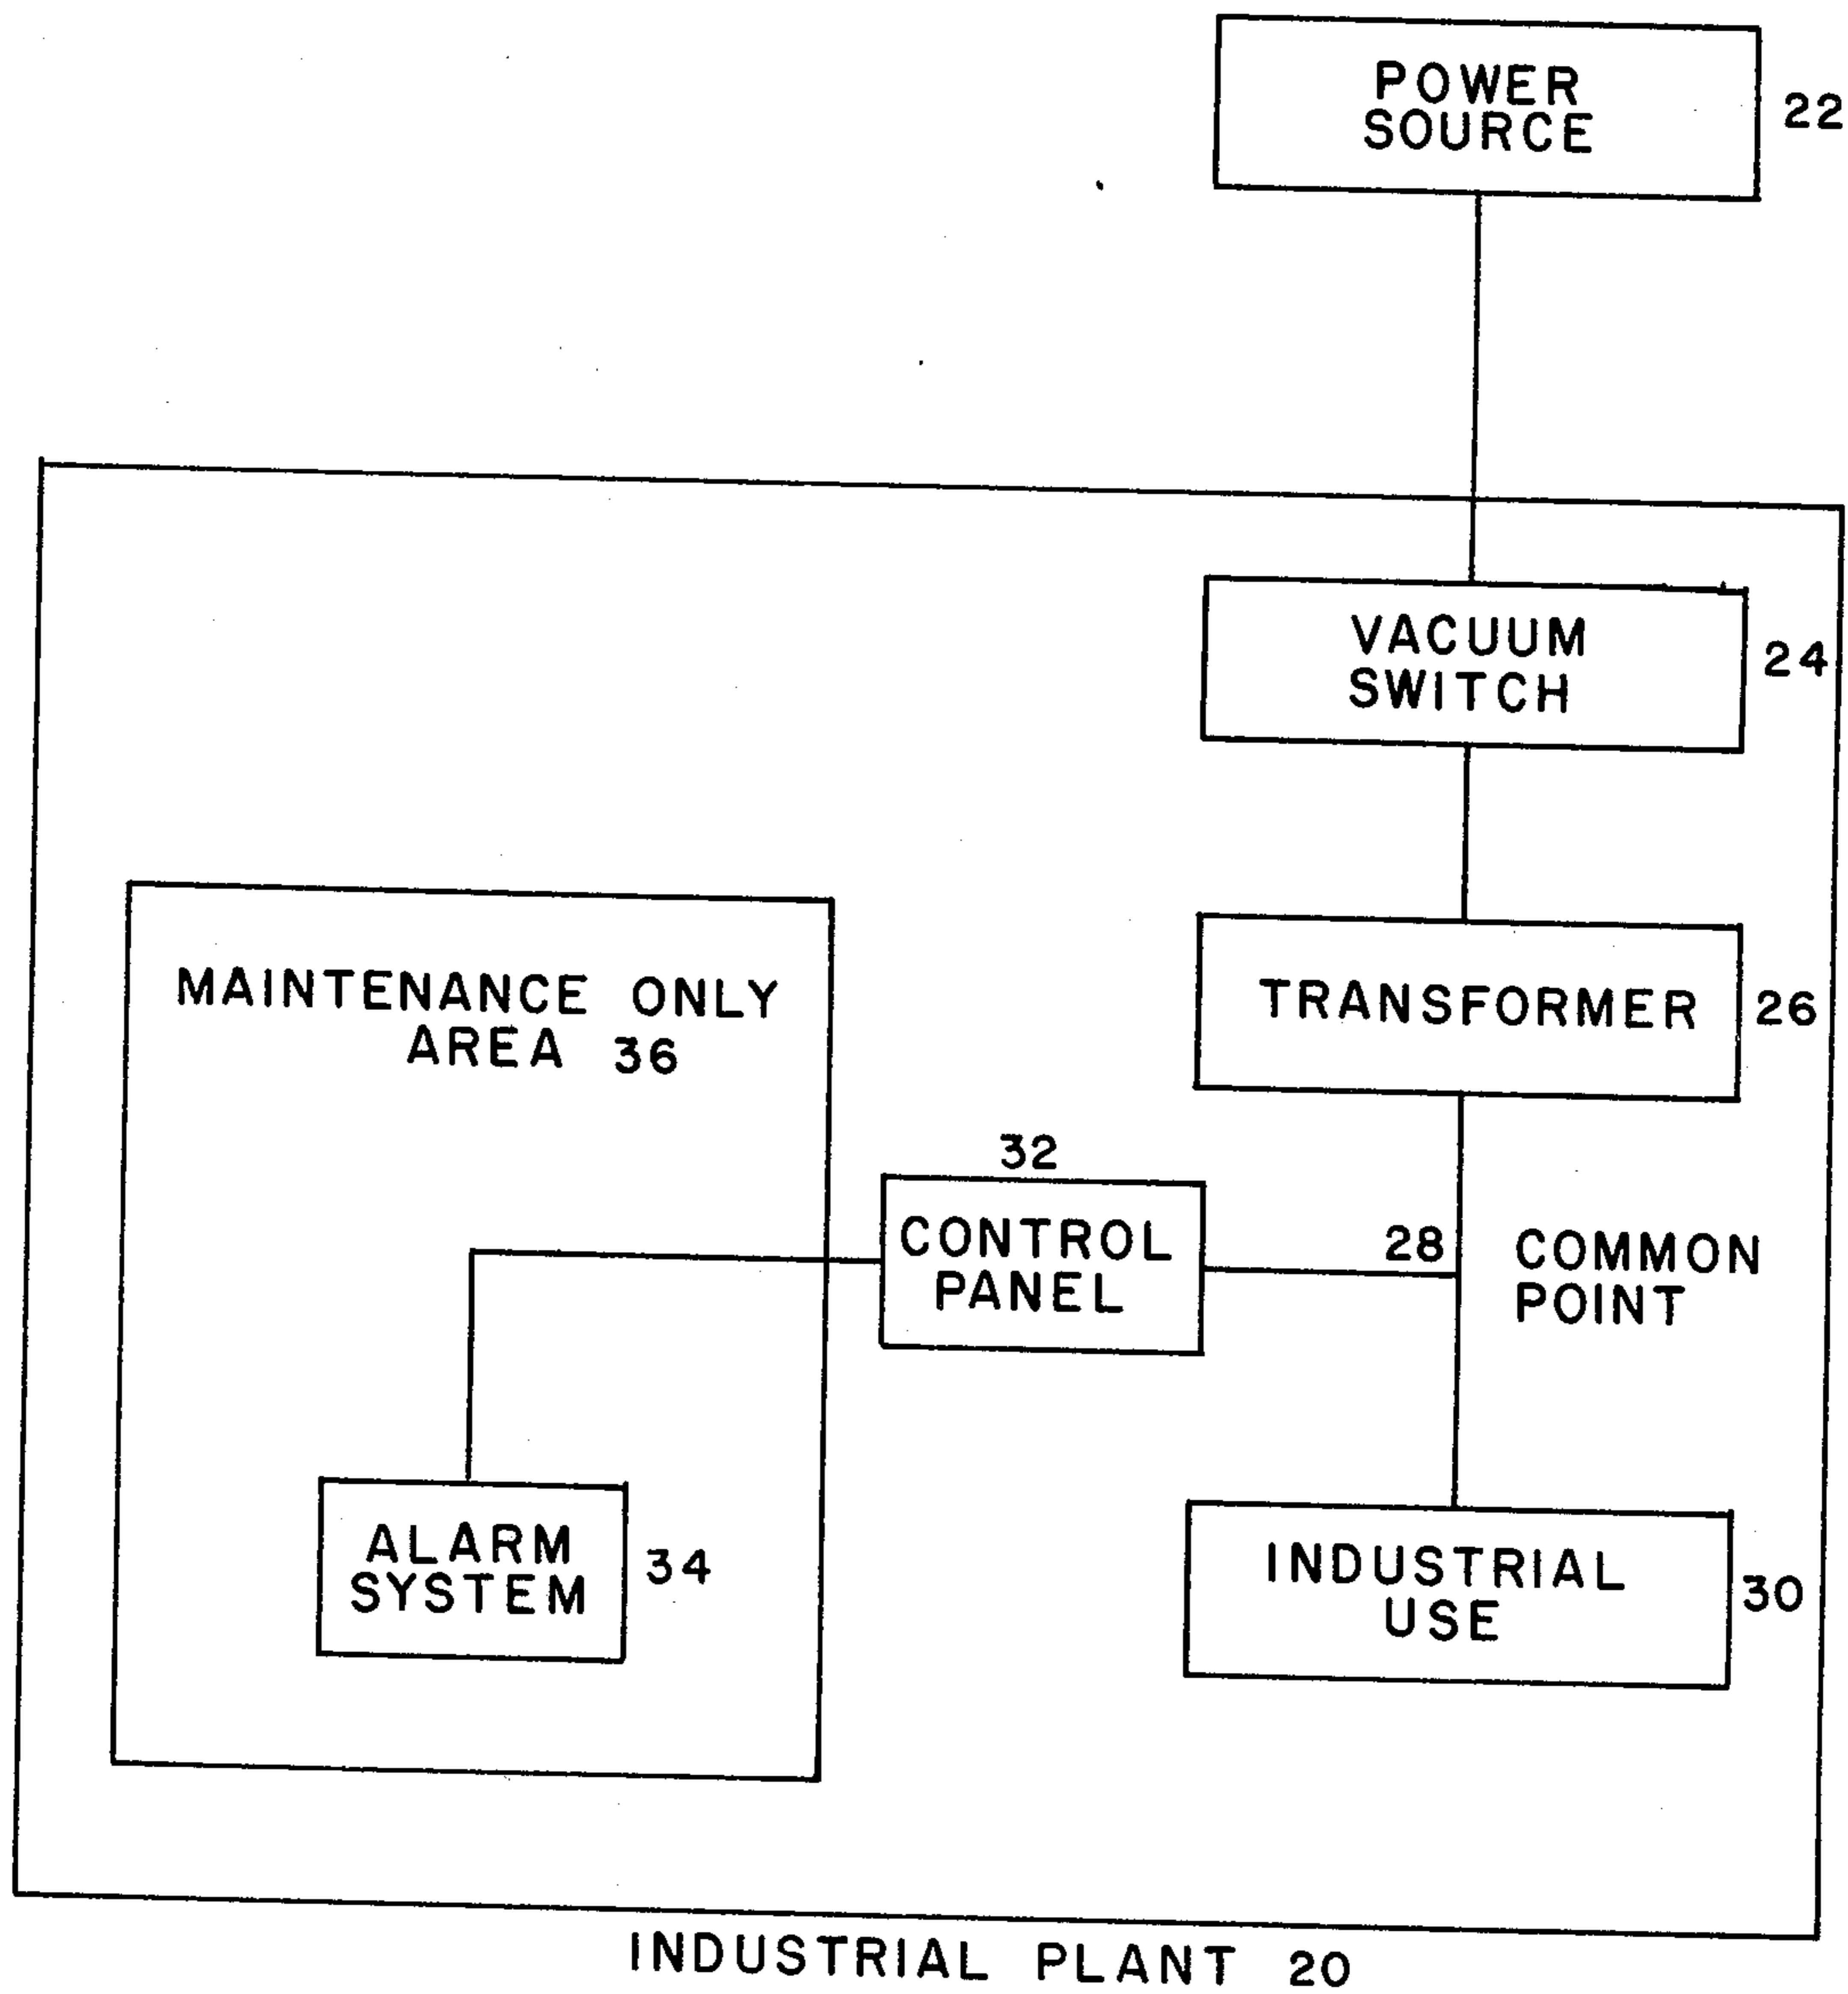 POWER
SOURCE
22
VACUUM
SWITCH
24
TRANSFORMER
26
MAINTENANCE ONLY
AREA 36
32
CONTROL
PANEL
28
COMMON
POINT
ALARM
SYSTEM
34
INDUSTRIAL
USE
30
INDUSTRIAL PLANT 20